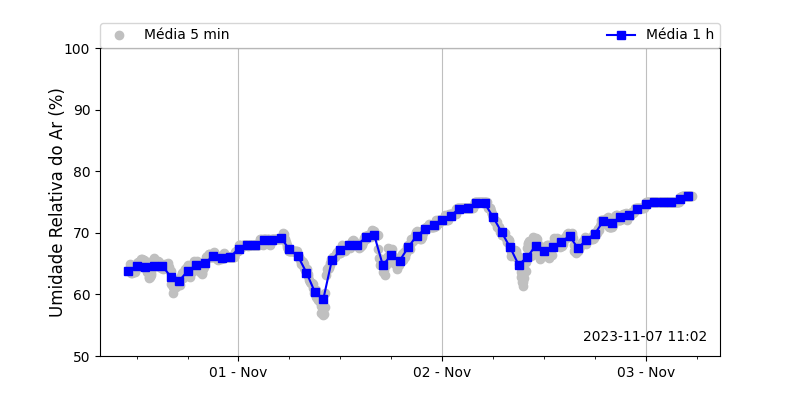 Média 5 min
Média 1 h
Umidade Relativa do Ar (%)
100
90
80
70
60
50
2023-11-07 11:02
01 - Nov
02 - Nov
03 - Nov